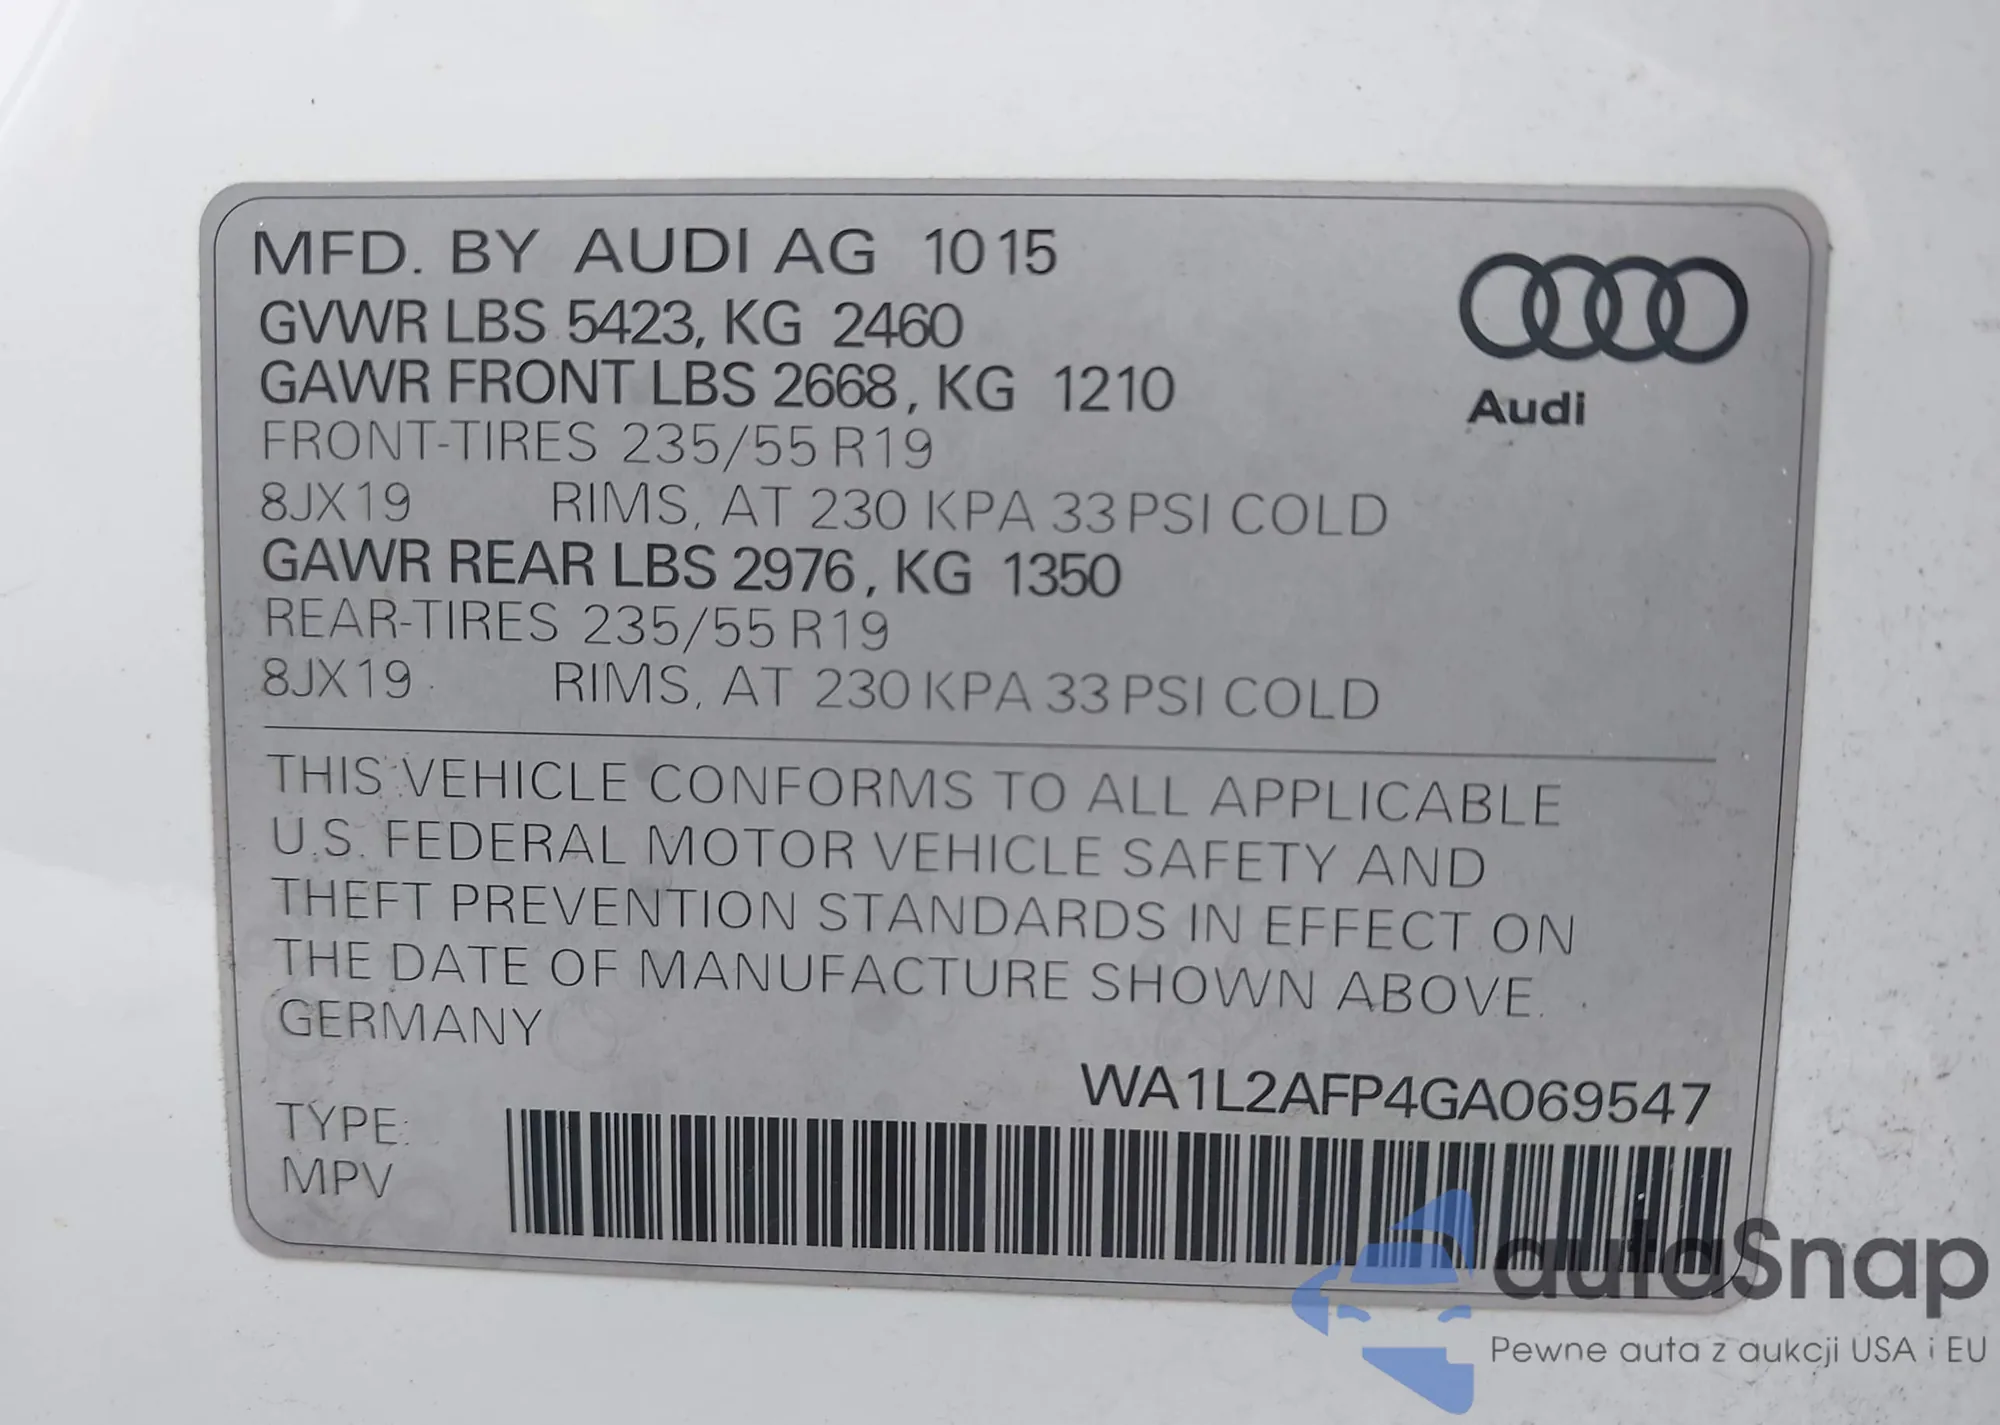 MFD. BY AUDI AG 10 15
GVWR LBS 5423, KG 2460
GAWR FRONT LBS 2668, KG 1210
FRONT-TIRES 235/55 R19
8JX19 RIMS, AT 230 KPA 33 PSI COLD
GAWR REAR LBS 2976, KG 1350
REAR-TIRES 235/55 R19
8JX19 RIMS, AT 230 KPA 33 PSI COLD
Audi
THIS VEHICLE CONFORMS TO ALL APPLICABLE
U.S. FEDERAL MOTOR VEHICLE SAFETY AND
THEFT PREVENTION STANDARDS IN EFFECT ON
THE DATE OF MANUFACTURE SHOWN ABOVE.
GERMANY
WA1L2AFP4GA069547
TYPE:
MPV
autaSnap
Pewne auta z aukcji USA i EU